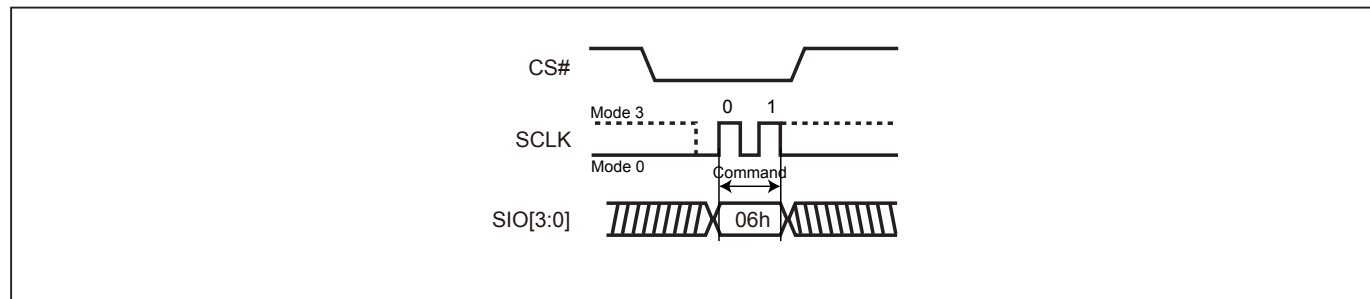 CS#
Mode 3
0 1
SCLK
Mode 0
Command
SIO[3:0]
06h